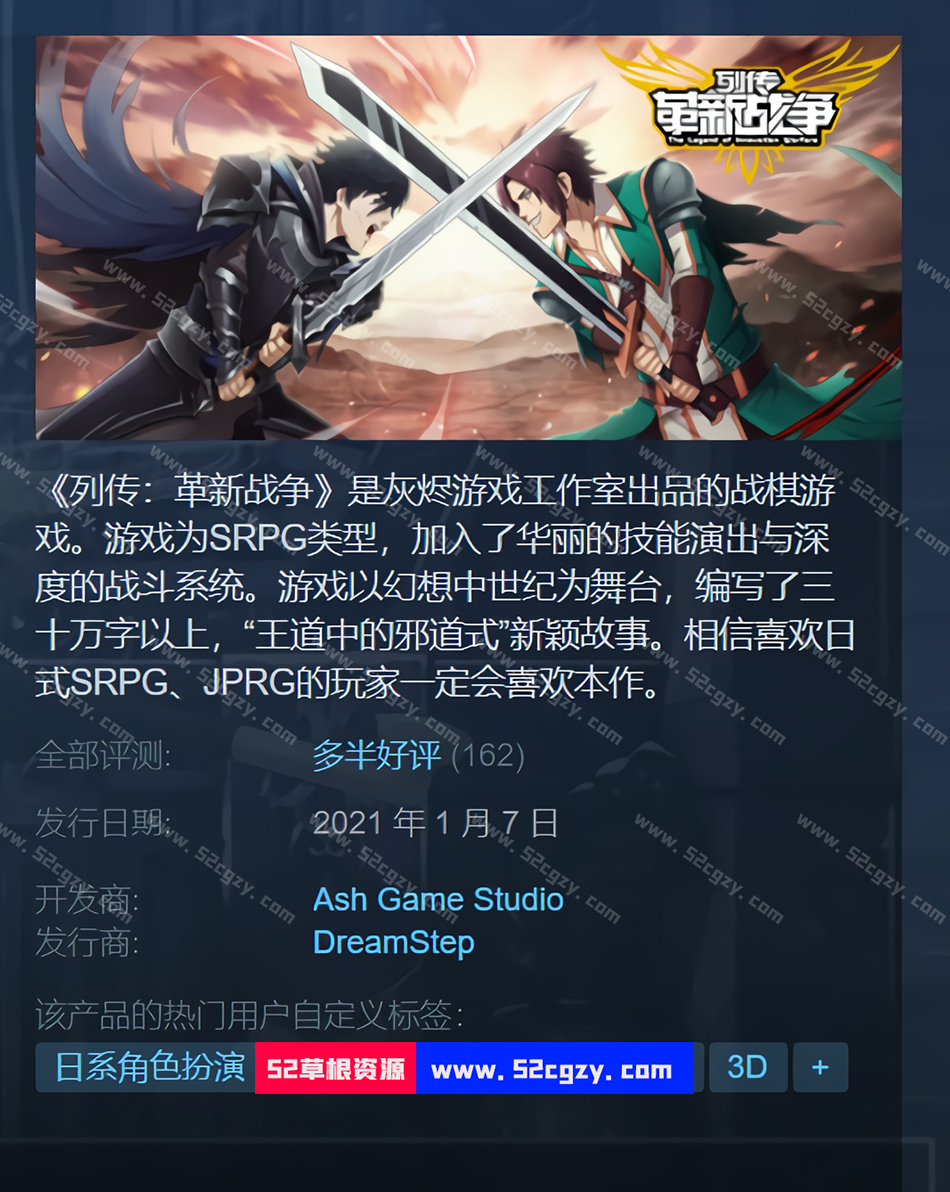 列传
革新战争
The Legend of Innovation Warfare
《列传：革新战争》是灰烬游戏工作室出品的战棋游
戏。游戏为SRPG类型，加入了华丽的技能演出与深
度的战斗系统。游戏以幻想中世纪为舞台，编写了三
十万字以上，“王道中的邪道式”新颖故事。相信喜欢日
式SRPG、JPRG的玩家一定会喜欢本作。
全部评测: 多半好评 (162)
发行日期: 2021 年 1 月 7 日
开发商: Ash Game Studio
发行商: DreamStep
该产品的热门用户自定义标签:
日系角色扮演 52草根资源 www.52cgzy.com 3D +